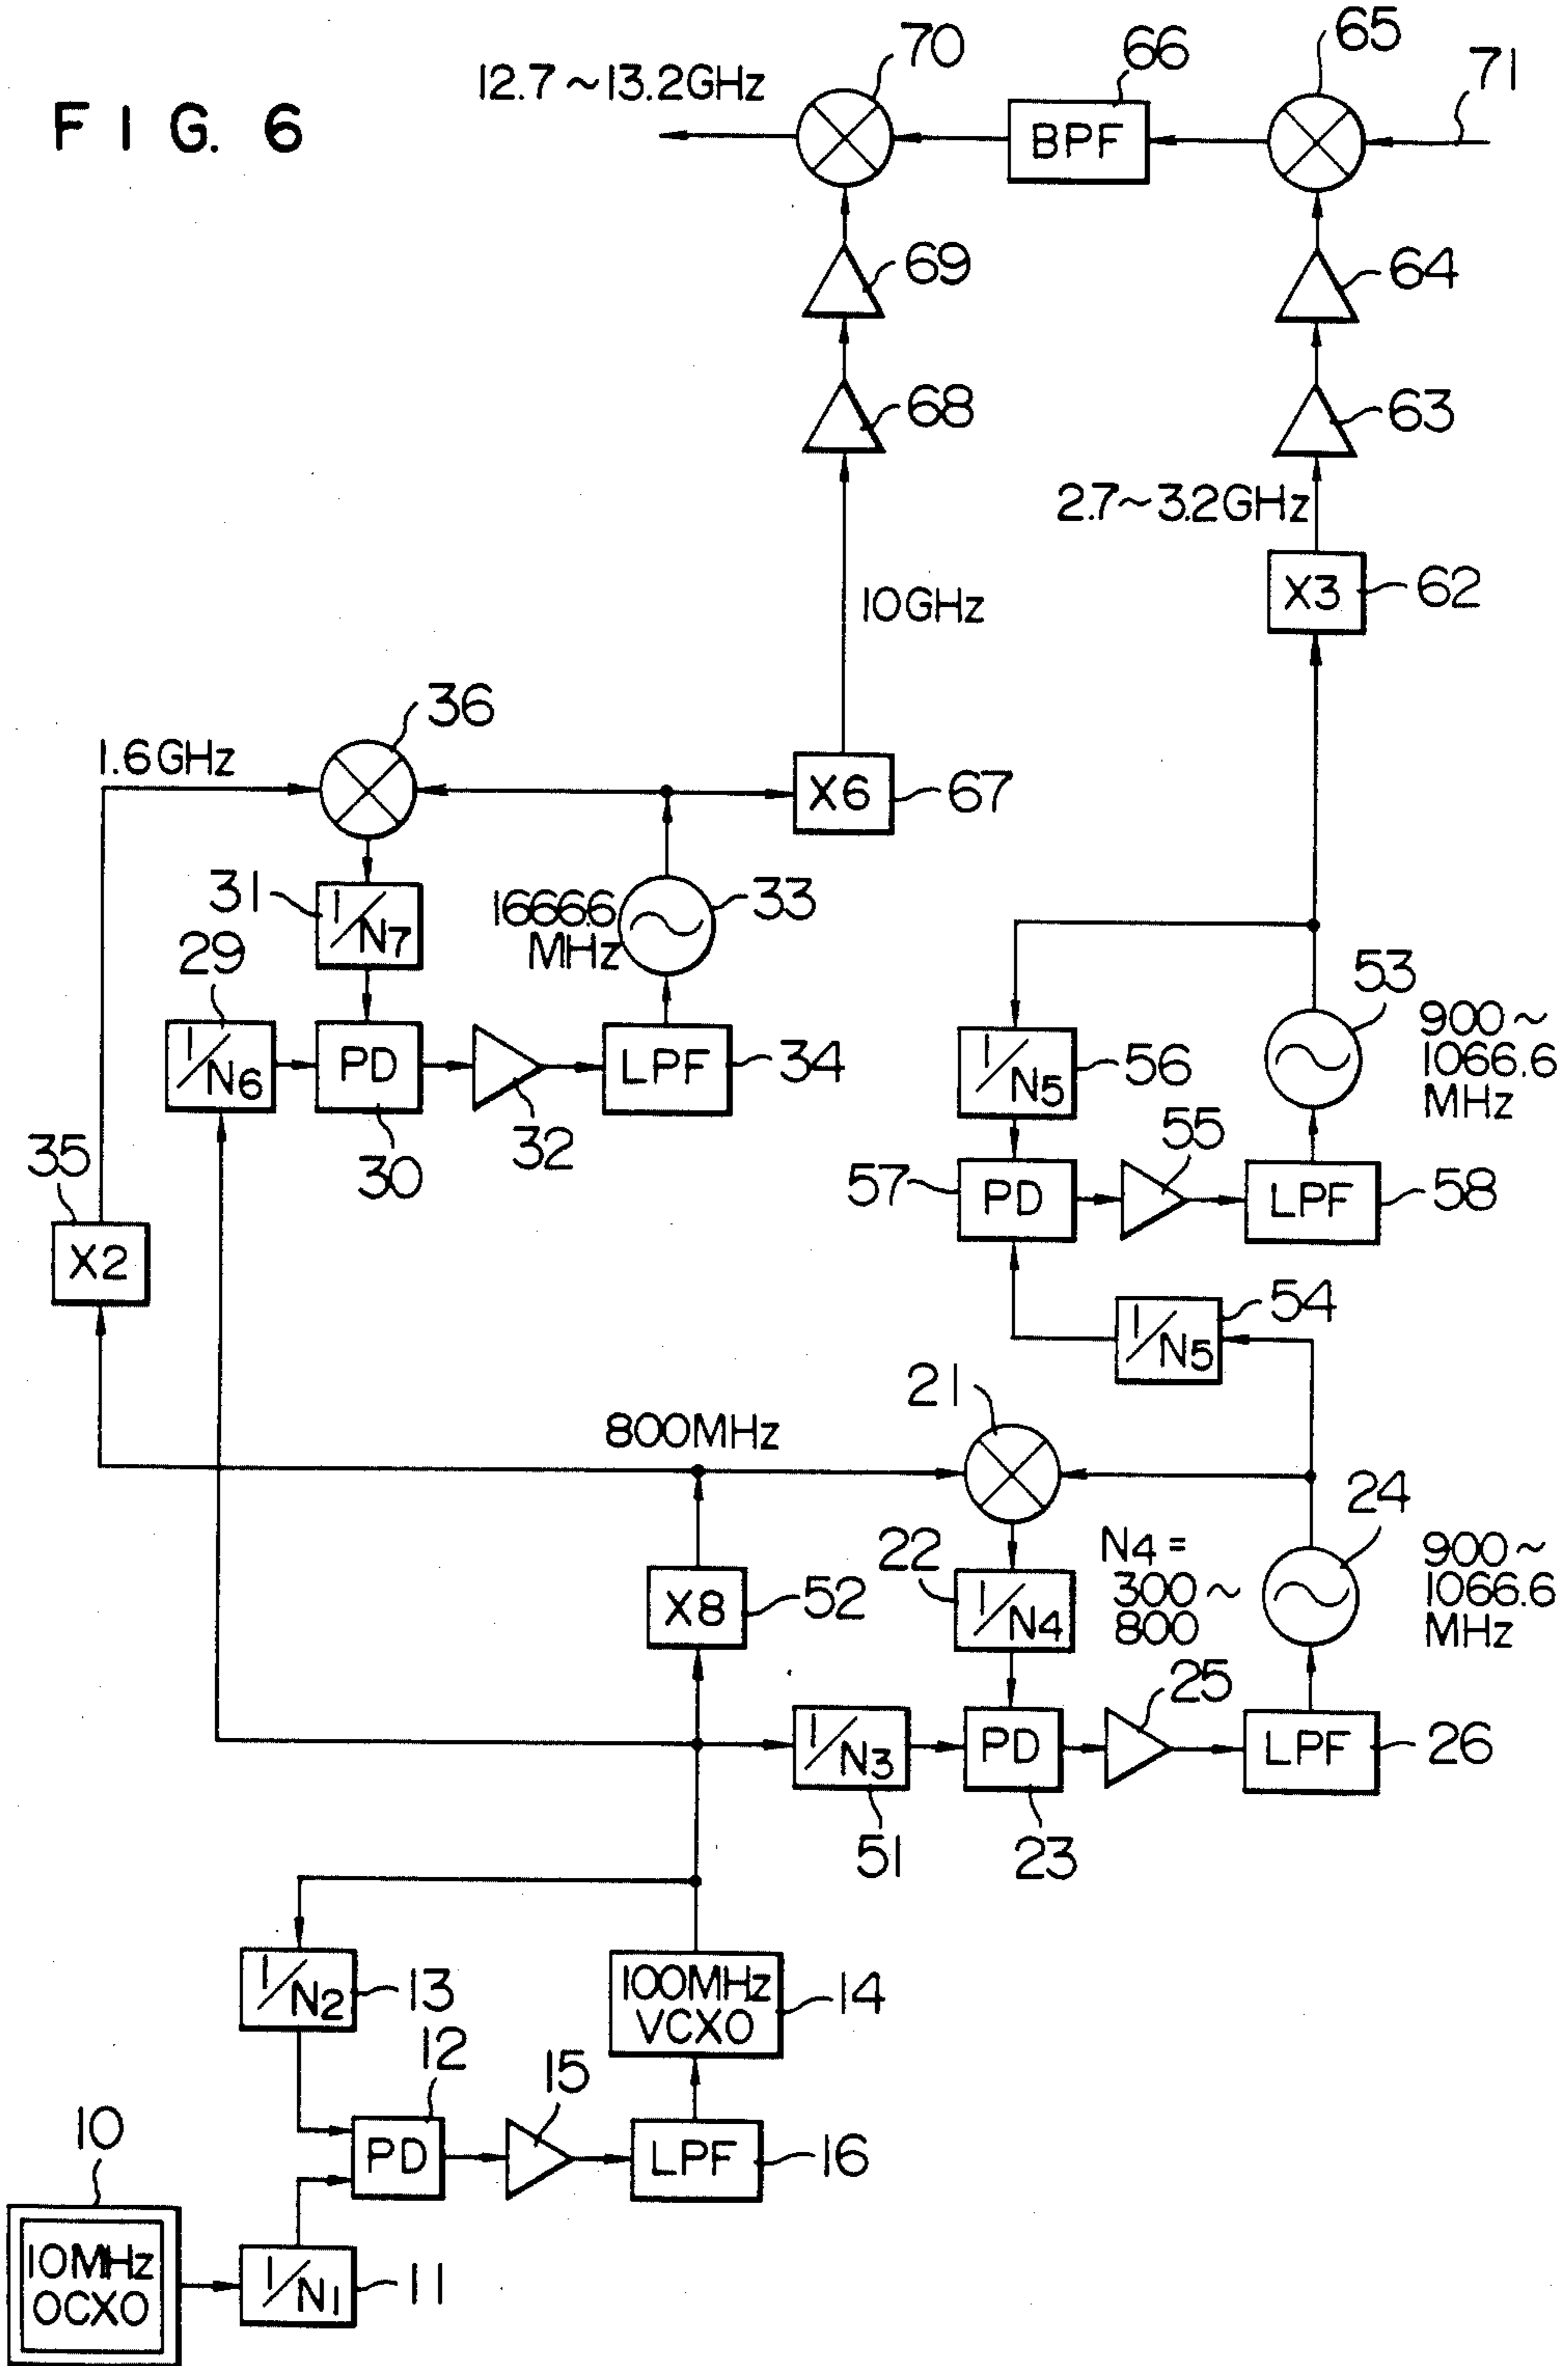 FIG. 6
70
65
66
71
12.7~13.2GHz
BPF
69
64
68
63
2.7~3.2GHz
10GHz
X3
62
36
1.6GHz
X6
67
31
1/N7
1666.6
MHz
33
29
53
900~
1066.6
MHz
1/N6
PD
LPF
34
1/N5
56
30
32
35
57
PD
55
LPF
58
X2
54
1/N5
21
800MHz
24
X8
52
22
1/N4
N4=
300~
800
900~
1066.6
MHz
25
1/N3
PD
LPF
26
51
23
1/N2
13
100MHz
VCXO
14
12
15
10
PD
LPF
16
10MHz
OCXO
1/N1
11